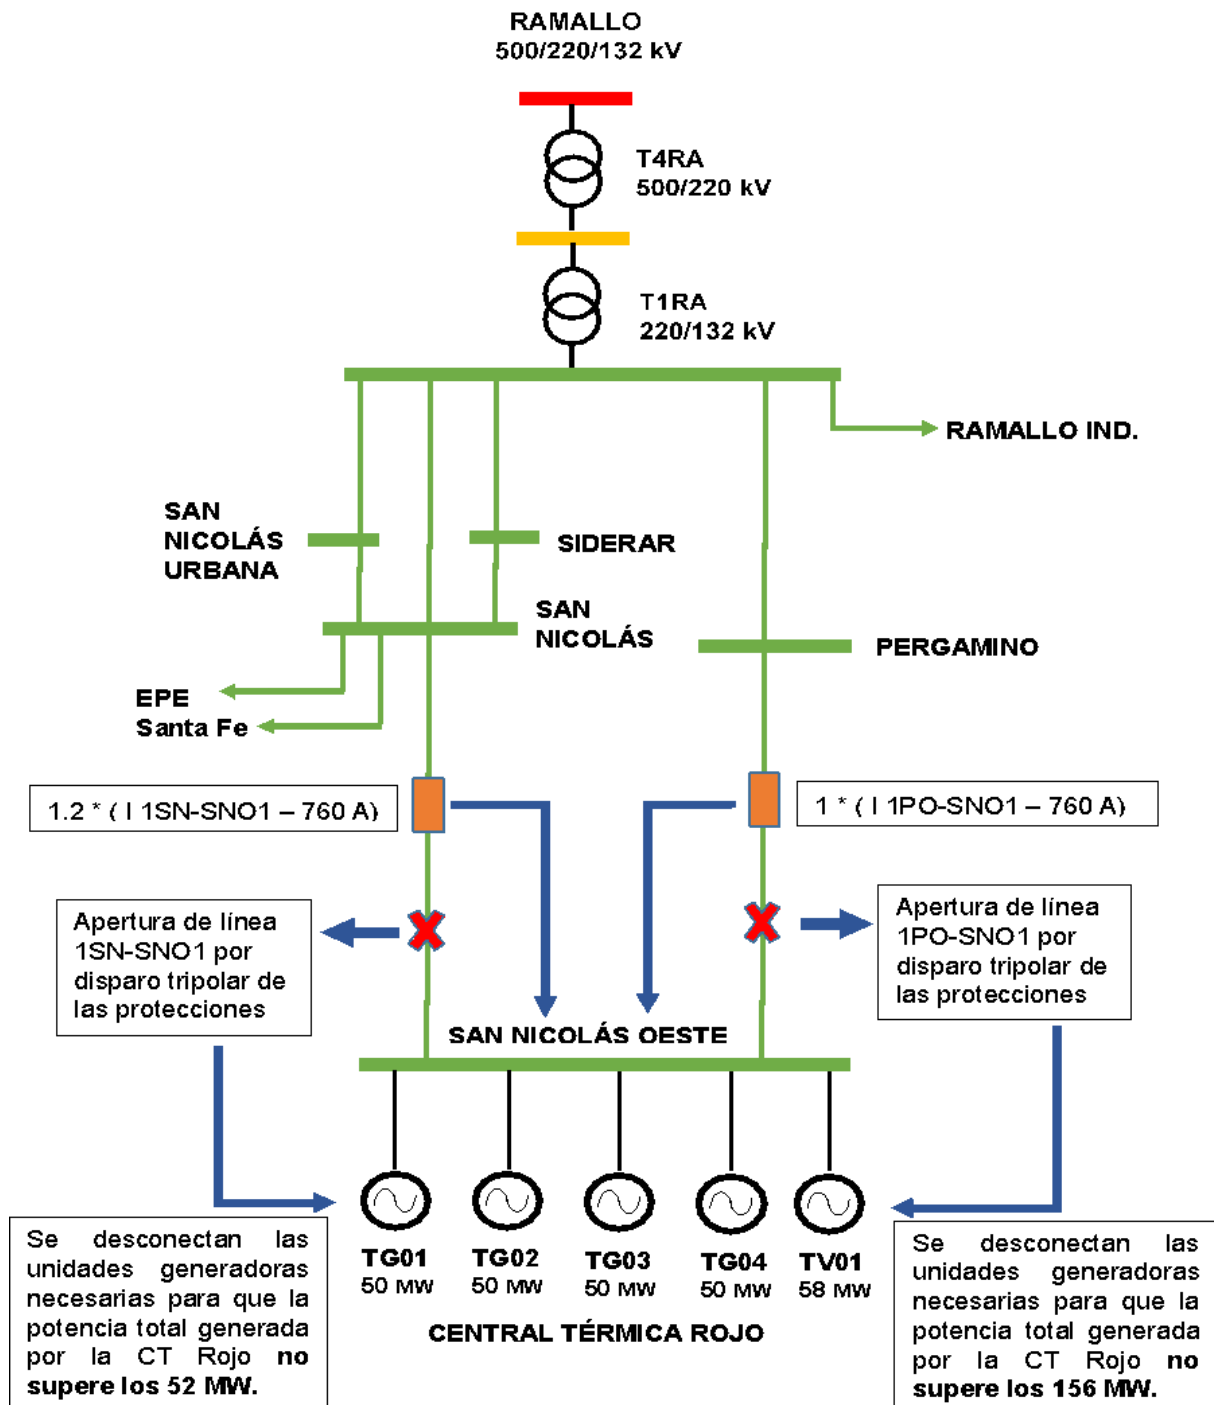 RAMALLO
500/220/132 kV
T4RA
500/220 kV
T1RA
220/132 kV
RAMALLO IND.
SAN
NICOLÁS
URBANA
SIDERAR
SAN
NICOLÁS
PERGAMINO
EPE
Santa Fe
1.2 * ( I 1SN-SNO1 – 760 A)
1 * ( I 1PO-SNO1 – 760 A)
Apertura de línea
1SN-SNO1 por
disparo tripolar de
las protecciones
Apertura de línea
1PO-SNO1 por
disparo tripolar de
las protecciones
SAN NICOLÁS OESTE
TG01
50 MW
TG02
50 MW
TG03
50 MW
TG04
50 MW
TV01
58 MW
CENTRAL TÉRMICA ROJO
Se desconectan las
unidades generadoras
necesarias para que la
potencia total generada
por la CT Rojo no
supere los 52 MW.
Se desconectan las
unidades generadoras
necesarias para que la
potencia total generada
por la CT Rojo no
supere los 156 MW.